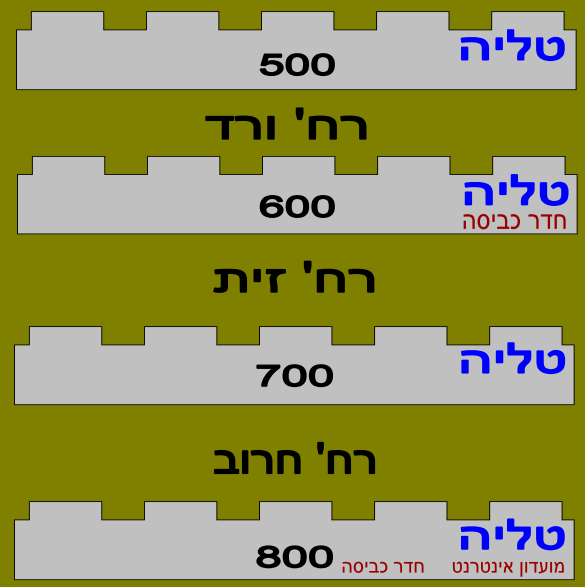 טליה
500
רח' ורד
טליה
600
חדר כביסה
רח' זית
טליה
700
רח' חרוב
טליה
מועדון אינטרנט חדר כביסה 800